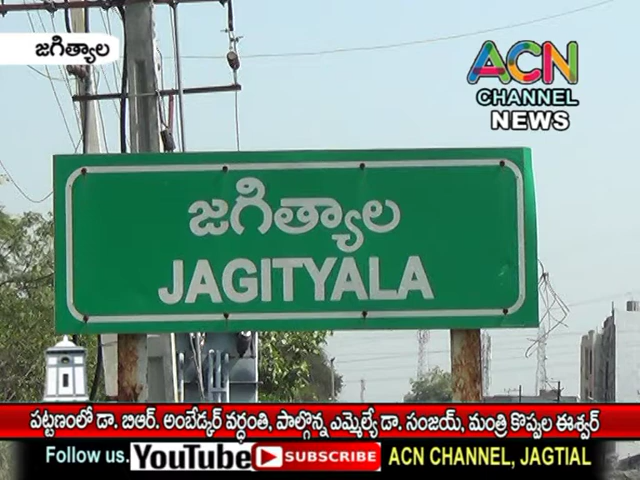 జగిత్యాల
ACN
CHANNEL
NEWS
జగిత్యాల
JAGITYALA
పట్టణంలో డా. బిఆర్. అంబేడ్కర్ వర్ధంతి, పాల్గొన్న ఎమ్మెల్యే డా. సంజయ్, మంత్రి కొప్పుల ఈశ్వర్
Follow us. YouTube SUBSCRIBE ACN CHANNEL, JAGTIAL